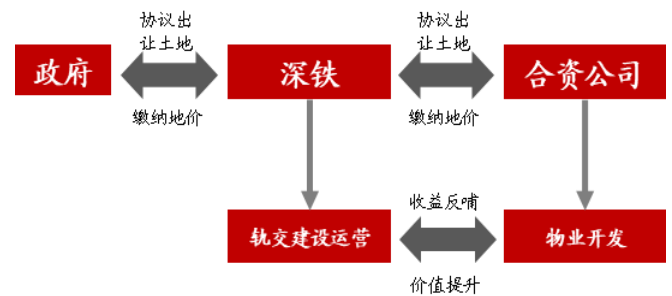 协议出
让土地
协议出
让土地
政府
深铁
合资公司
缴纳地价
缴纳地价
收益反哺
轨交建设运营
物业开发
价值提升